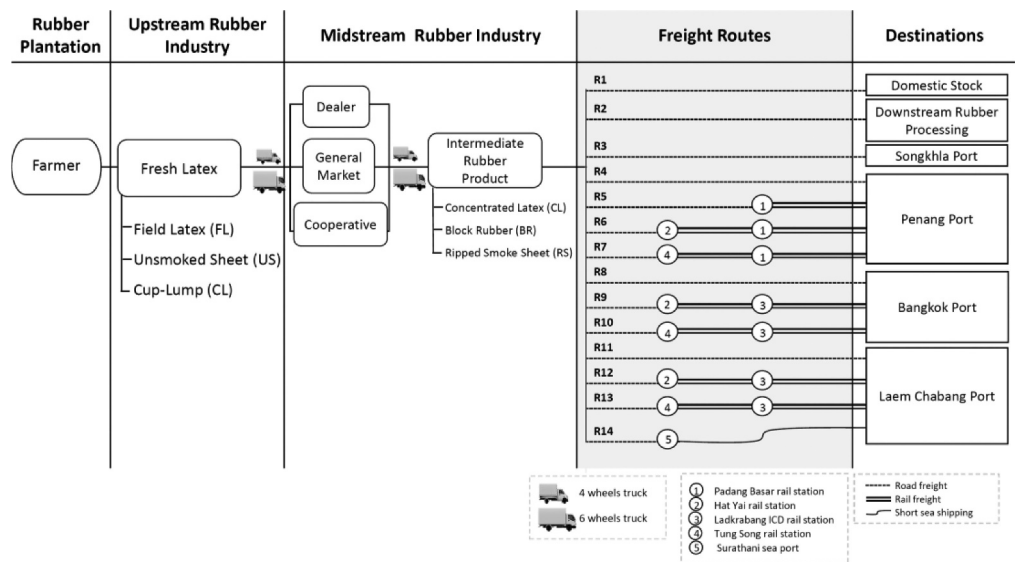 Rubber
Plantation
Upstream Rubber
Industry
Midstream Rubber Industry
Freight Routes
Destinations
Farmer
Fresh Latex
Field Latex (FL)
Unsmoked Sheet (US)
Cup-Lump (CL)
Dealer
General
Market
Cooperative
Intermediate
Rubber
Product
Concentrated Latex (CL)
Block Rubber (BR)
Ripped Smoke Sheet (RS)
R1
R2
R3
R4
R5
1
R6
2
1
R7
4
1
R8
R9
2
3
R10
4
3
R11
R12
2
3
R13
4
3
R14
5
Domestic Stock
Downstream Rubber
Processing
Songkhla Port
Penang Port
Bangkok Port
Laem Chabang Port
4 wheels truck
6 wheels truck
1 Padang Basar rail station
2 Hat Yai rail station
3 Ladkrabang ICD rail station
4 Tung Song rail station
5 Surathani sea port
Road freight
Rail freight
Short sea shipping